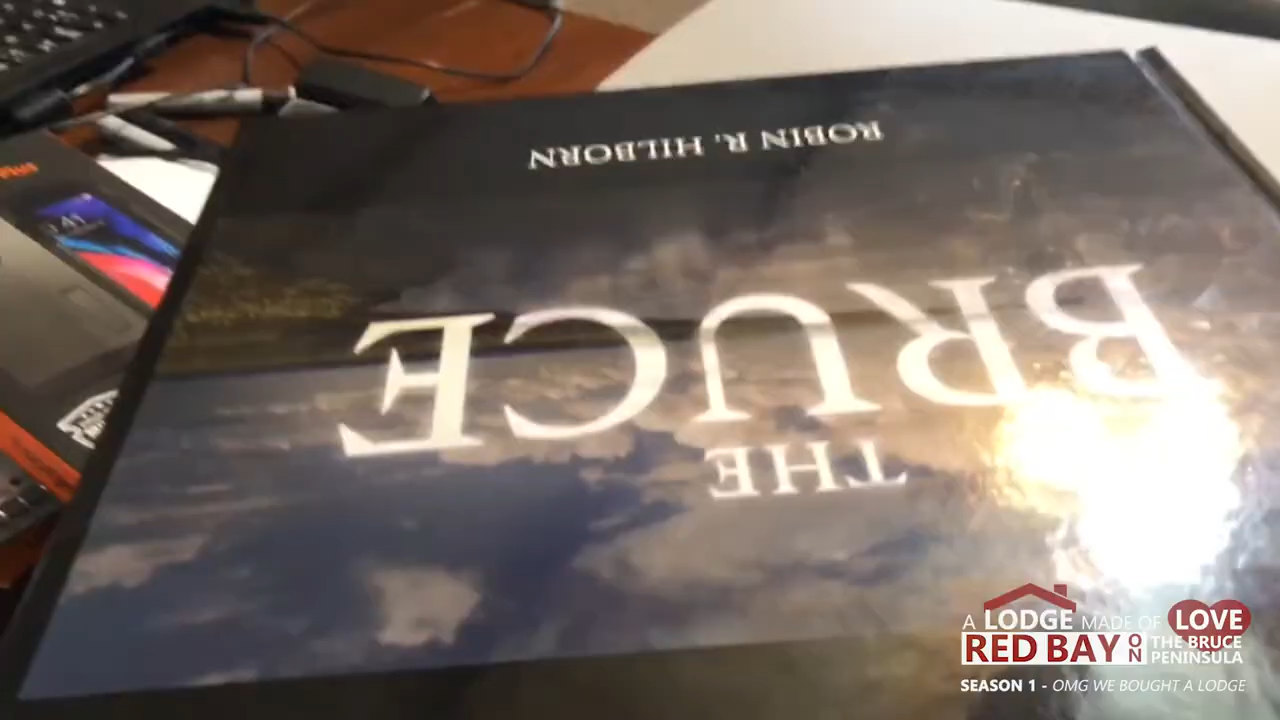 THE
BRUCE
ROBIN R. HILBORN
A LODGE MADE OF LOVE
RED BAY ON THE BRUCE PENINSULA
SEASON 1 - OMG WE BOUGHT A LODGE